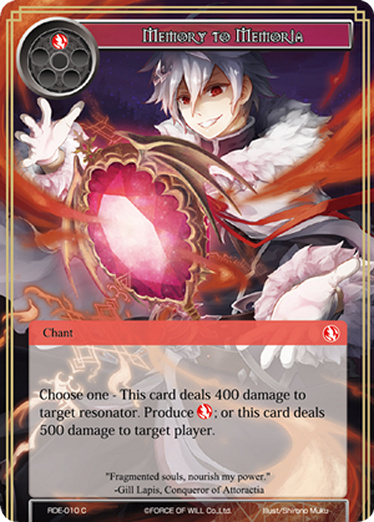 Memory to Memoria
Chant
Choose one - This card deals 400 damage to
target resonator. Produce ; or this card deals
500 damage to target player.
"Fragmented souls, nourish my power."
-Gill Lapis, Conqueror of Attoractia
RDE-010 C ©FORCE OF WILL Co.,Ltd. Illust/Shirono Muku